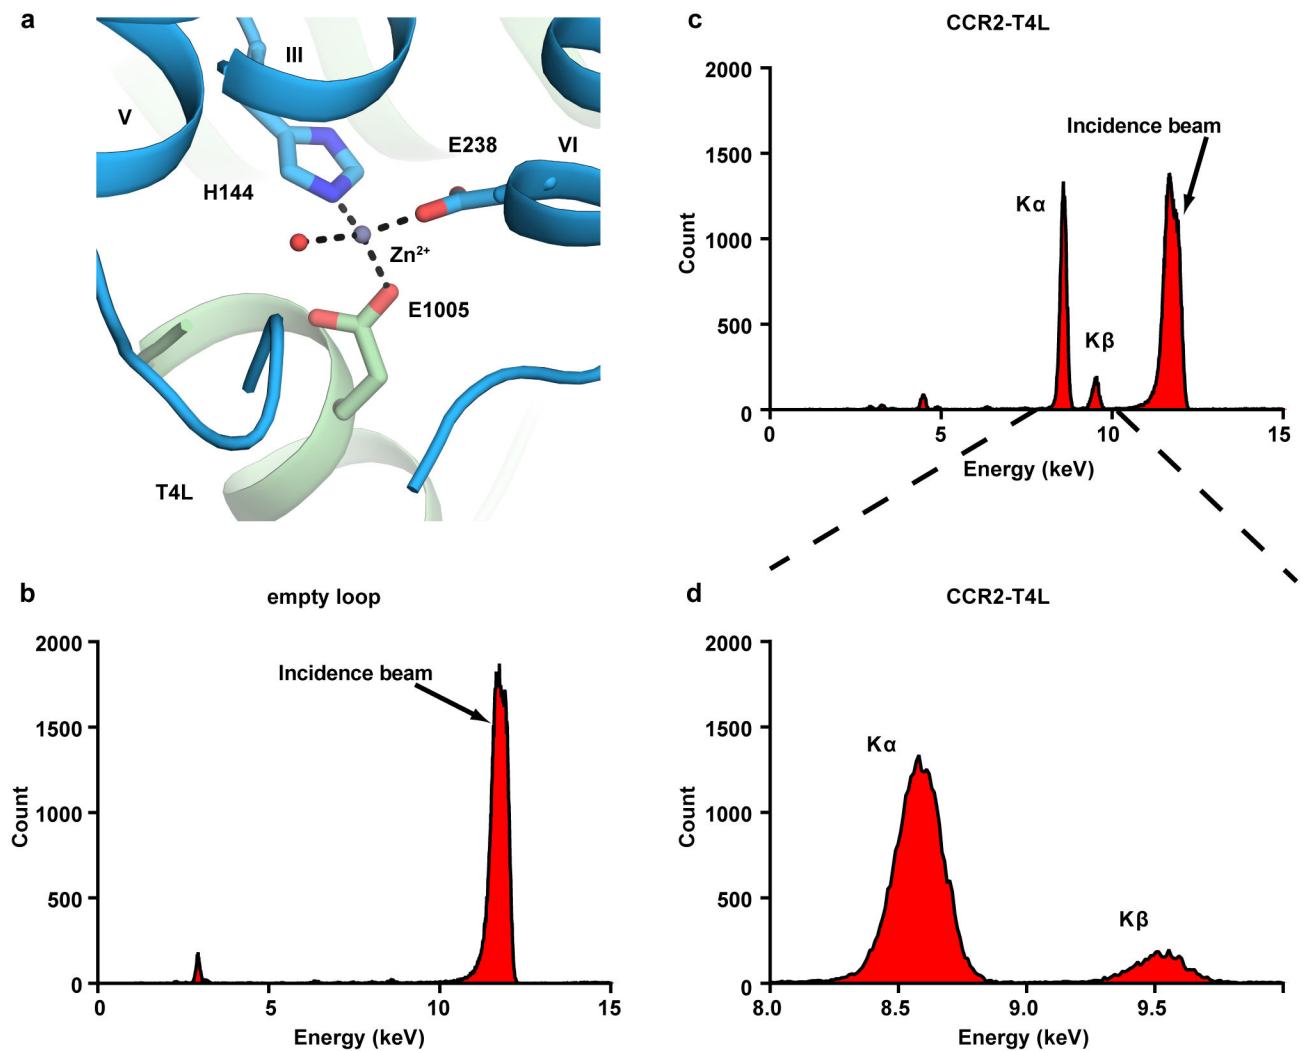 a
III
V
E238
VI
H144
Zn²⁺
E1005
T4L
b
empty loop
2000
Incidence beam
1500
Count
1000
500
0
0
5
10
15
Energy (keV)
c
CCR2-T4L
2000
Incidence beam
1500
Kα
Count
1000
500
Kβ
0
0
5
10
15
Energy (keV)
d
CCR2-T4L
2000
1500
Kα
Count
1000
500
Kβ
0
8.0
8.5
9.0
9.5
Energy (keV)